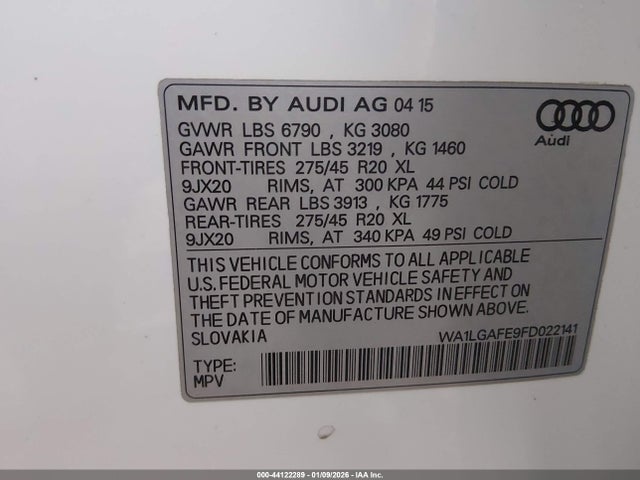 MFD. BY AUDI AG 04 15
GVWR LBS 6790 , KG 3080
GAWR FRONT LBS 3219 , KG 1460
FRONT-TIRES 275/45 R20 XL
9JX20 RIMS, AT 300 KPA 44 PSI COLD
GAWR REAR LBS 3913 , KG 1775
REAR-TIRES 275/45 R20 XL
9JX20 RIMS, AT 340 KPA 49 PSI COLD
Audi
THIS VEHICLE CONFORMS TO ALL APPLICABLE
U.S. FEDERAL MOTOR VEHICLE SAFETY AND
THEFT PREVENTION STANDARDS IN EFFECT ON
THE DATE OF MANUFACTURE SHOWN ABOVE.
SLOVAKIA
WA1LGAFE9FD022141
TYPE:
MPV
000-44122289 - 01/09/2026 - IAA Inc.